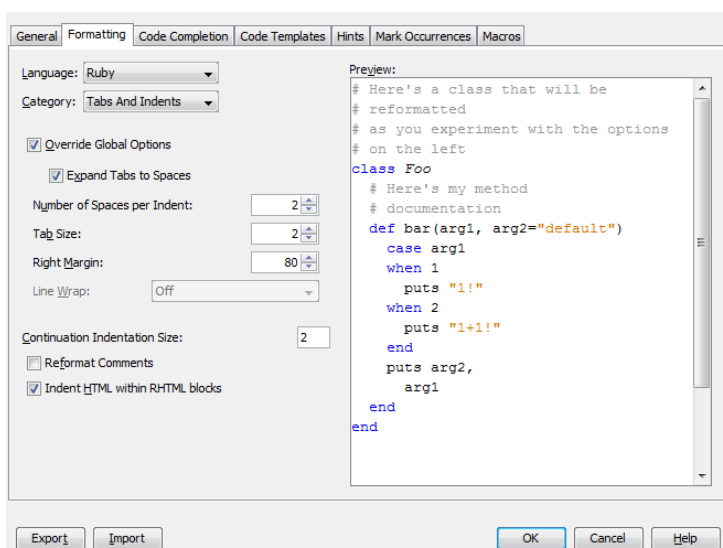 General Formatting Code Completion Code Templates Hints Mark Occurrences Macros
Language: Ruby
Category: Tabs And Indents
Override Global Options
Expand Tabs to Spaces
Number of Spaces per Indent: 2
Tab Size: 2
Right Margin: 80
Line Wrap: Off
Continuation Indentation Size: 2
Reformat Comments
Indent HTML within RHTML blocks
Preview:
# Here's a class that will be
# reformatted
# as you experiment with the options
# on the left
class Foo
  # Here's my method
  # documentation
  def bar(arg1, arg2="default")
    case arg1
    when 1
      puts "1!"
    when 2
      puts "1+1!"
    end
    puts arg2,
      arg1
  end
end
Export Import OK Cancel Help